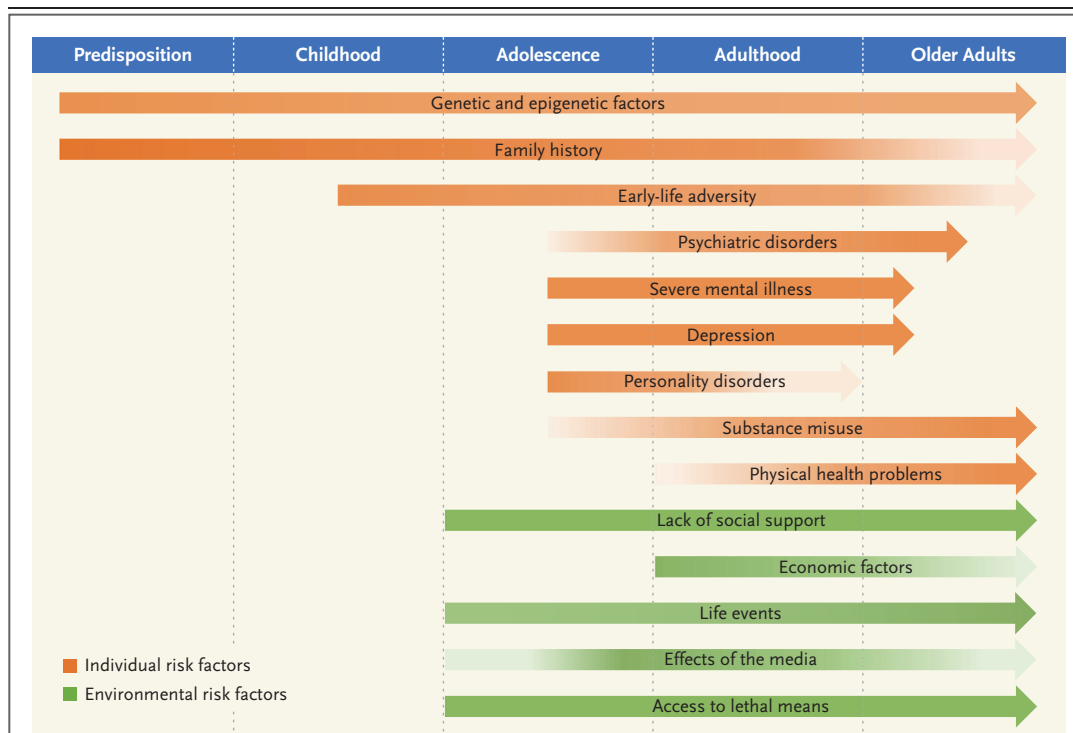 Predisposition Childhood Adolescence Adulthood Older Adults
Genetic and epigenetic factors
Family history
Early-life adversity
Psychiatric disorders
Severe mental illness
Depression
Personality disorders
Substance misuse
Physical health problems
Lack of social support
Economic factors
Life events
Effects of the media
Access to lethal means
Individual risk factors
Environmental risk factors